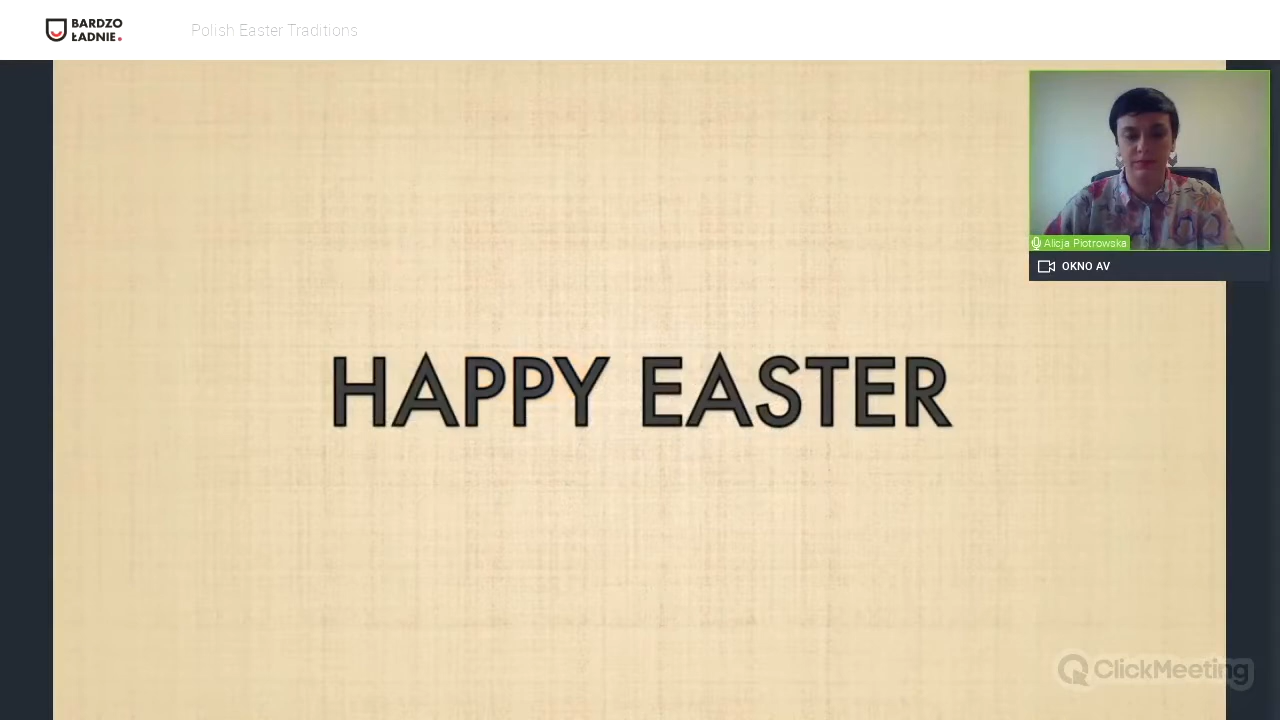 BARDZO
ŁADNIE.
Polish Easter Traditions
Alicja Piotrowska
OKNO AV
HAPPY EASTER
ClickMeeting